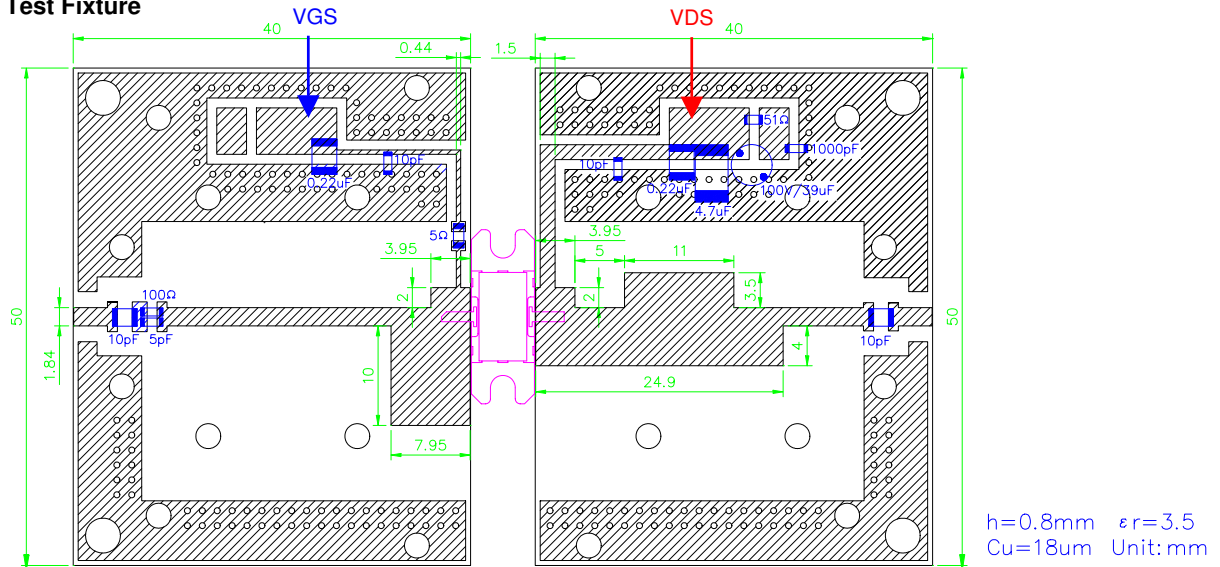 Test Fixture
VGS
VDS
40
40
0.44
1.5
51Ω
1000pF
10pF
0.22uF
10pF
0.22uF
100V/39uF
4.7uF
5Ω
3.95
3.95
5
11
2
2
3.5
100Ω
10pF
5pF
10pF
50
50
1.84
10
4
24.9
7.95
h=0.8mm εr=3.5
Cu=18um Unit:mm